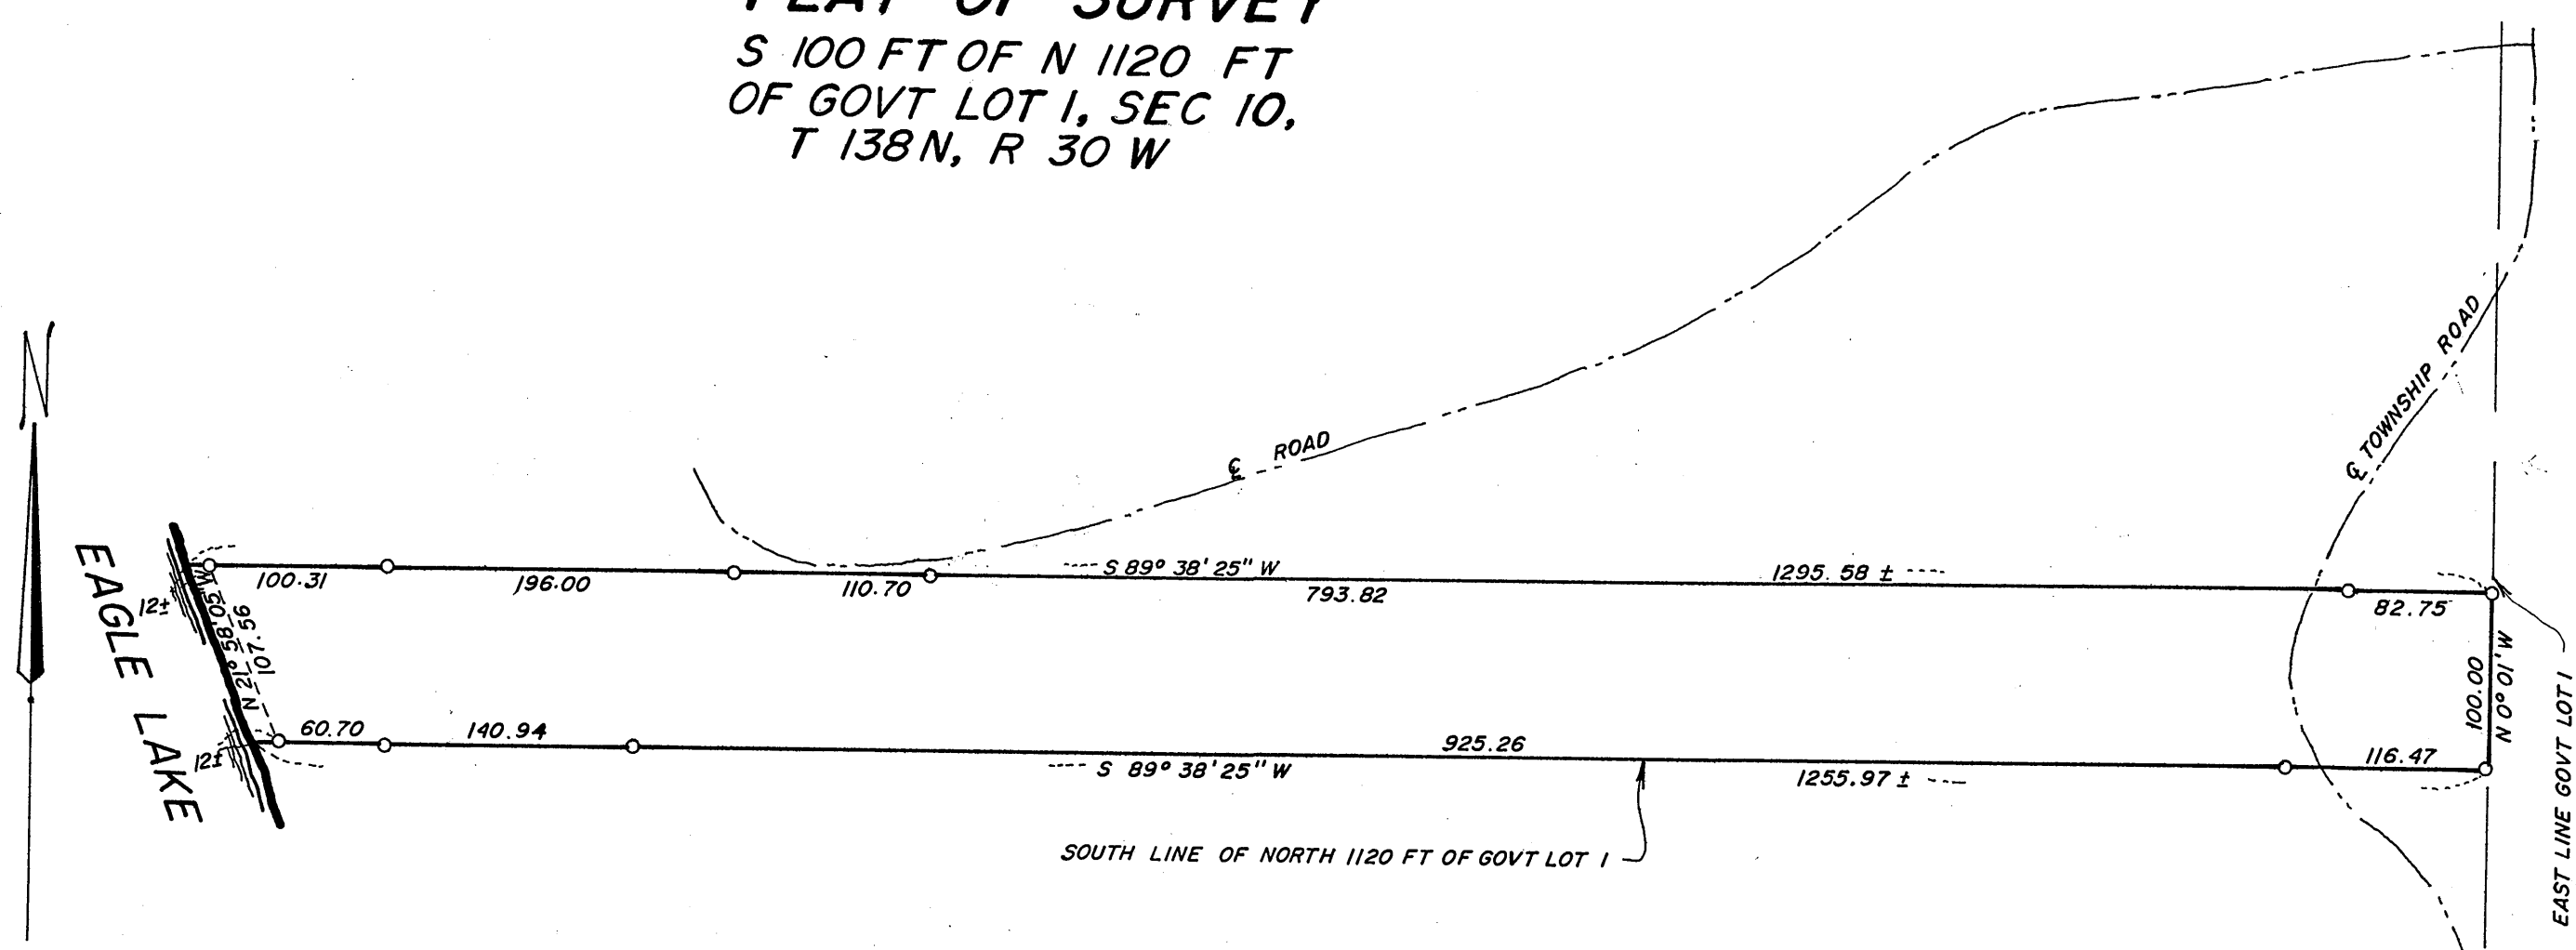 PLAT OF SURVEY
S 100 FT OF N 1120 FT
OF GOVT LOT 1, SEC 10,
T 138 N, R 30 W
N
℄ ROAD
℄ TOWNSHIP ROAD
EAGLE LAKE
12±
N 21° 58' 05" W
107.56
12±
100.31
196.00
110.70
S 89° 38' 25" W
793.82
1295.58 ±
82.75
100.00
N 0° 01' W
60.70
140.94
925.26
S 89° 38' 25" W
1255.97 ±
116.47
SOUTH LINE OF NORTH 1120 FT OF GOVT LOT 1
EAST LINE GOVT LOT 1